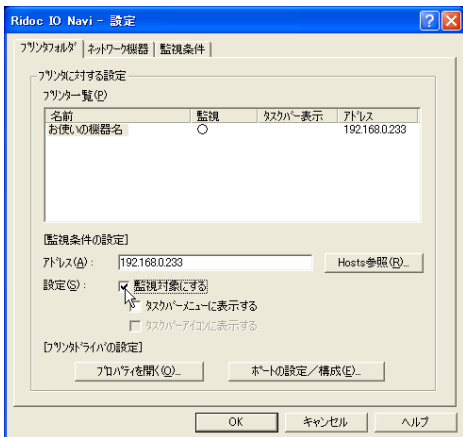 Ridoc IO Navi - 設定
プリンタフォルダ ネットワーク機器 監視条件
プリンタに対する設定
プリンタ一覧(P)
名前 監視 タスクバー表示 アドレス
お使いの機器名 ○ 192.168.0.233
[監視条件の設定]
アドレス(A): 192.168.0.233 Hosts参照(R)...
設定(S): 監視対象にする
タスクバーメニューに表示する
タスクバーアイコンに表示する
[プリンタドライバの設定]
プロパティを開く(O)... ポートの設定/構成(E)...
OK キャンセル ヘルプ